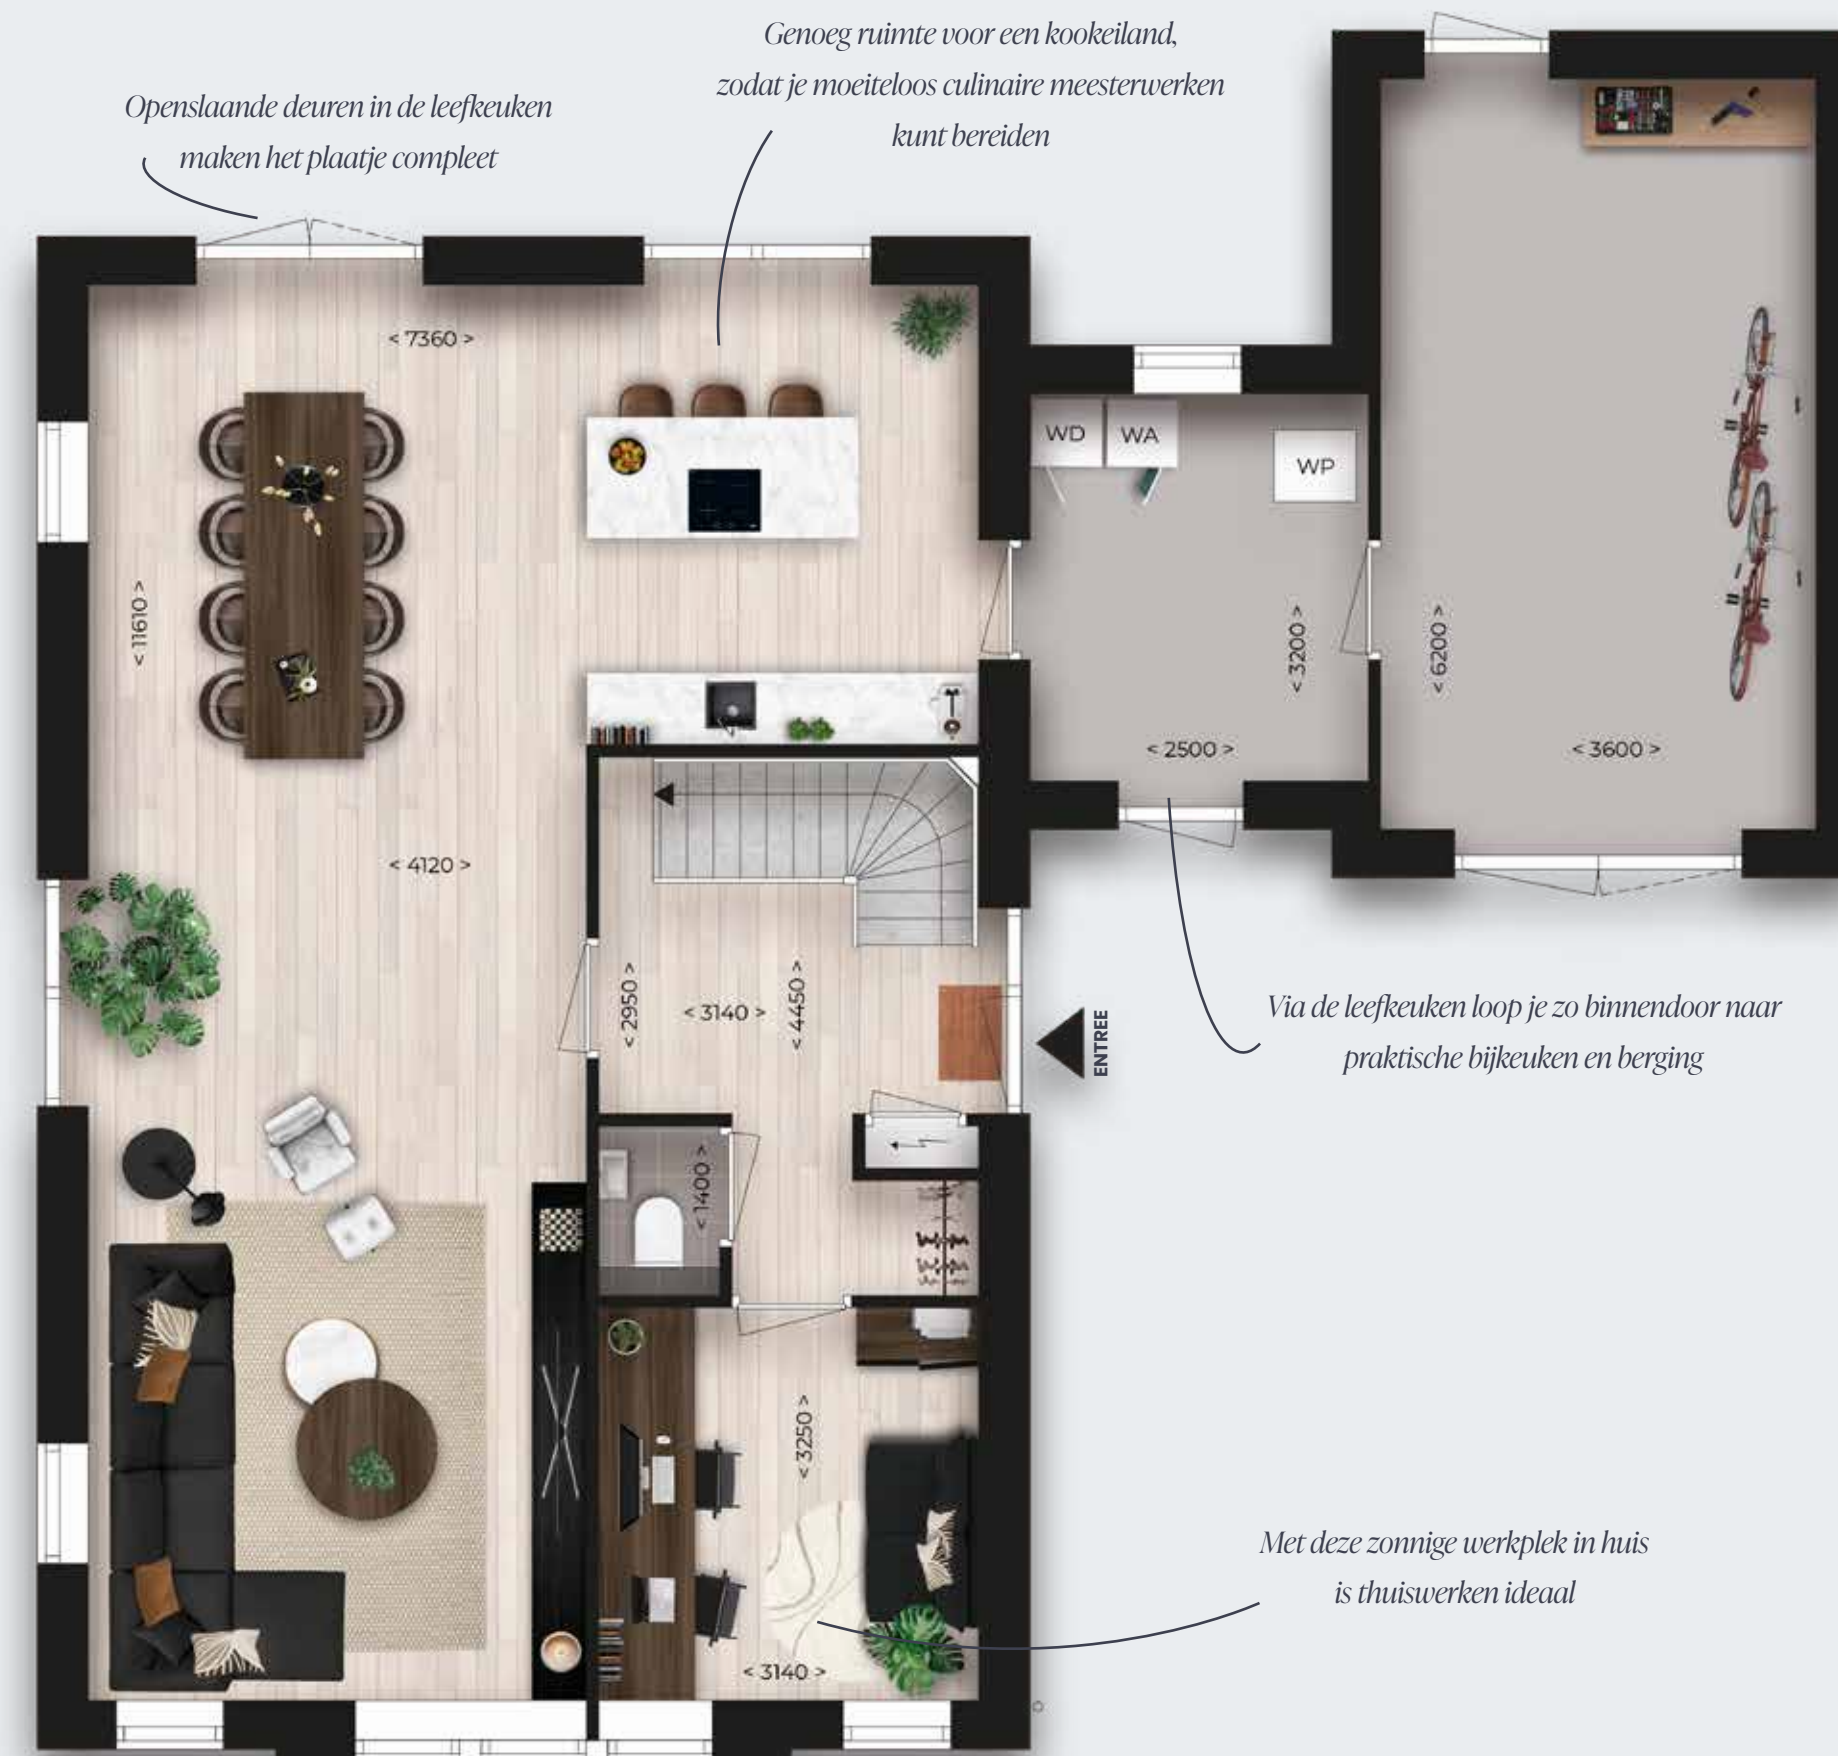 Genoeg ruimte voor een kookeiland,
zodat je moeiteloos culinaire meesterwerken
kunt bereiden
Openslaande deuren in de leefkeuken
maken het plaatje compleet
< 7360 >
WD
WA
WP
< 11610 >
< 3200 >
< 6200 >
< 2500 >
< 3600 >
< 4120 >
< 2950 >
< 3140 >
< 4450 >
ENTREE
Via de leefkeuken loop je zo binnendoor naar
praktische bijkeuken en berging
< 1400 >
< 3250 >
Met deze zonnige werkplek in huis
is thuiswerken ideaal
< 3140 >